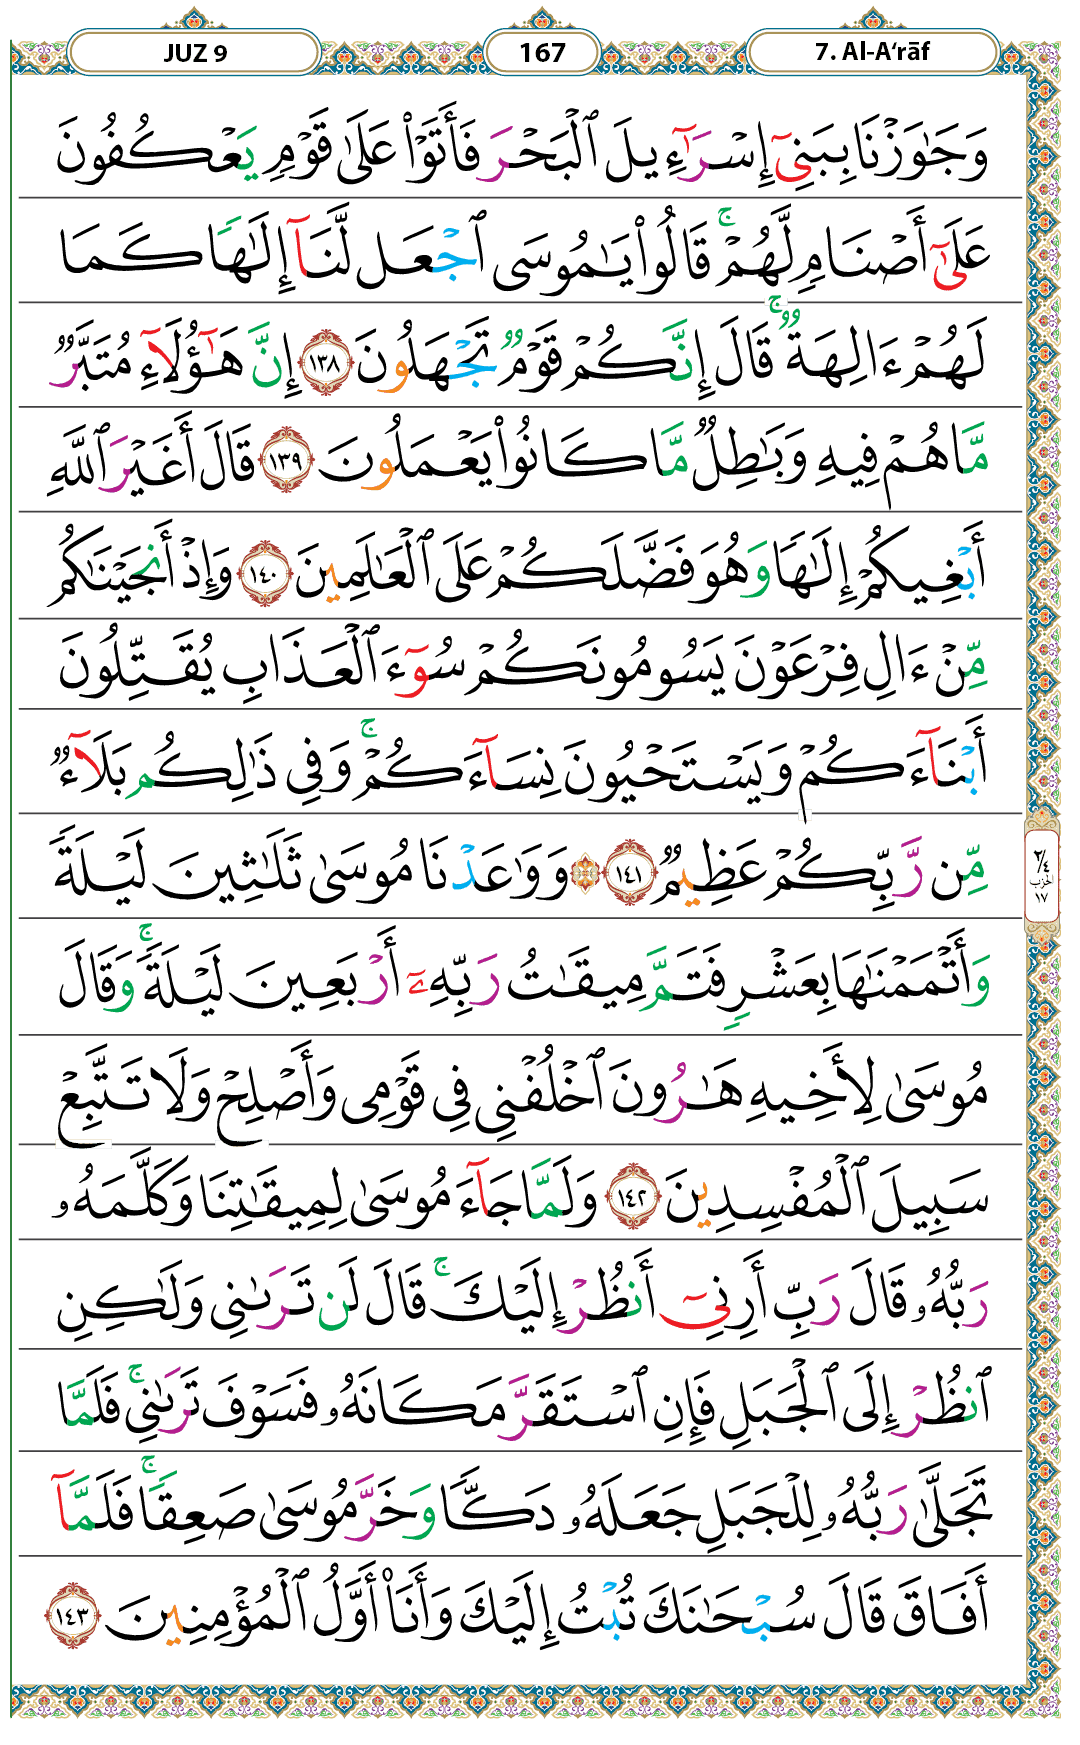 JUZ 9
167
7. Al-A‘rāf
وَجَٰوَزۡنَا بِبَنِيٓ إِسۡرَٰٓءِيلَ ٱلۡبَحۡرَ فَأَتَوۡاْ عَلَىٰ قَوۡمٖ يَعۡكُفُونَ
عَلَىٰٓ أَصۡنَامٖ لَّهُمۡۚ قَالُواْ يَٰمُوسَى ٱجۡعَل لَّنَآ إِلَٰهٗا كَمَا
لَهُمۡ ءَالِهَةٞۚ قَالَ إِنَّكُمۡ قَوۡمٞ تَجۡهَلُونَ ١٣٨ إِنَّ هَٰٓؤُلَآءِ مُتَبَّرٞ
مَّا هُمۡ فِيهِ وَبَٰطِلٞ مَّا كَانُواْ يَعۡمَلُونَ ١٣٩ قَالَ أَغَيۡرَ ٱللَّهِ
أَبۡغِيكُمۡ إِلَٰهٗا وَهُوَ فَضَّلَكُمۡ عَلَى ٱلۡعَٰلَمِينَ ١٤٠ وَإِذۡ أَنجَيۡنَٰكُم
مِّنۡ ءَالِ فِرۡعَوۡنَ يَسُومُونَكُمۡ سُوٓءَ ٱلۡعَذَابِ يُقَتِّلُونَ
أَبۡنَآءَكُمۡ وَيَسۡتَحۡيُونَ نِسَآءَكُمۡۚ وَفِي ذَٰلِكُم بَلَآءٞ
مِّن رَّبِّكُمۡ عَظِيمٞ ١٤١ ۞ وَوَٰعَدۡنَا مُوسَىٰ ثَلَٰثِينَ لَيۡلَةٗ
٢/٤
الحزب
١٧
وَأَتۡمَمۡنَٰهَا بِعَشۡرٖ فَتَمَّ مِيقَٰتُ رَبِّهِۦٓ أَرۡبَعِينَ لَيۡلَةٗۚ وَقَالَ
مُوسَىٰ لِأَخِيهِ هَٰرُونَ ٱخۡلُفۡنِي فِي قَوۡمِي وَأَصۡلِحۡ وَلَا تَتَّبِعۡ
سَبِيلَ ٱلۡمُفۡسِدِينَ ١٤٢ وَلَمَّا جَآءَ مُوسَىٰ لِمِيقَٰتِنَا وَكَلَّمَهُۥ
رَبُّهُۥ قَالَ رَبِّ أَرِنِيٓ أَنظُرۡ إِلَيۡكَۚ قَالَ لَن تَرَىٰنِي وَلَٰكِنِ
ٱنظُرۡ إِلَى ٱلۡجَبَلِ فَإِنِ ٱسۡتَقَرَّ مَكَانَهُۥ فَسَوۡفَ تَرَىٰنِيۚ فَلَمَّا
تَجَلَّىٰ رَبُّهُۥ لِلۡجَبَلِ جَعَلَهُۥ دَكّٗا وَخَرَّ مُوسَىٰ صَعِقٗاۚ فَلَمَّآ
أَفَاقَ قَالَ سُبۡحَٰنَكَ تُبۡتُ إِلَيۡكَ وَأَنَا۠ أَوَّلُ ٱلۡمُؤۡمِنِينَ ١٤٣